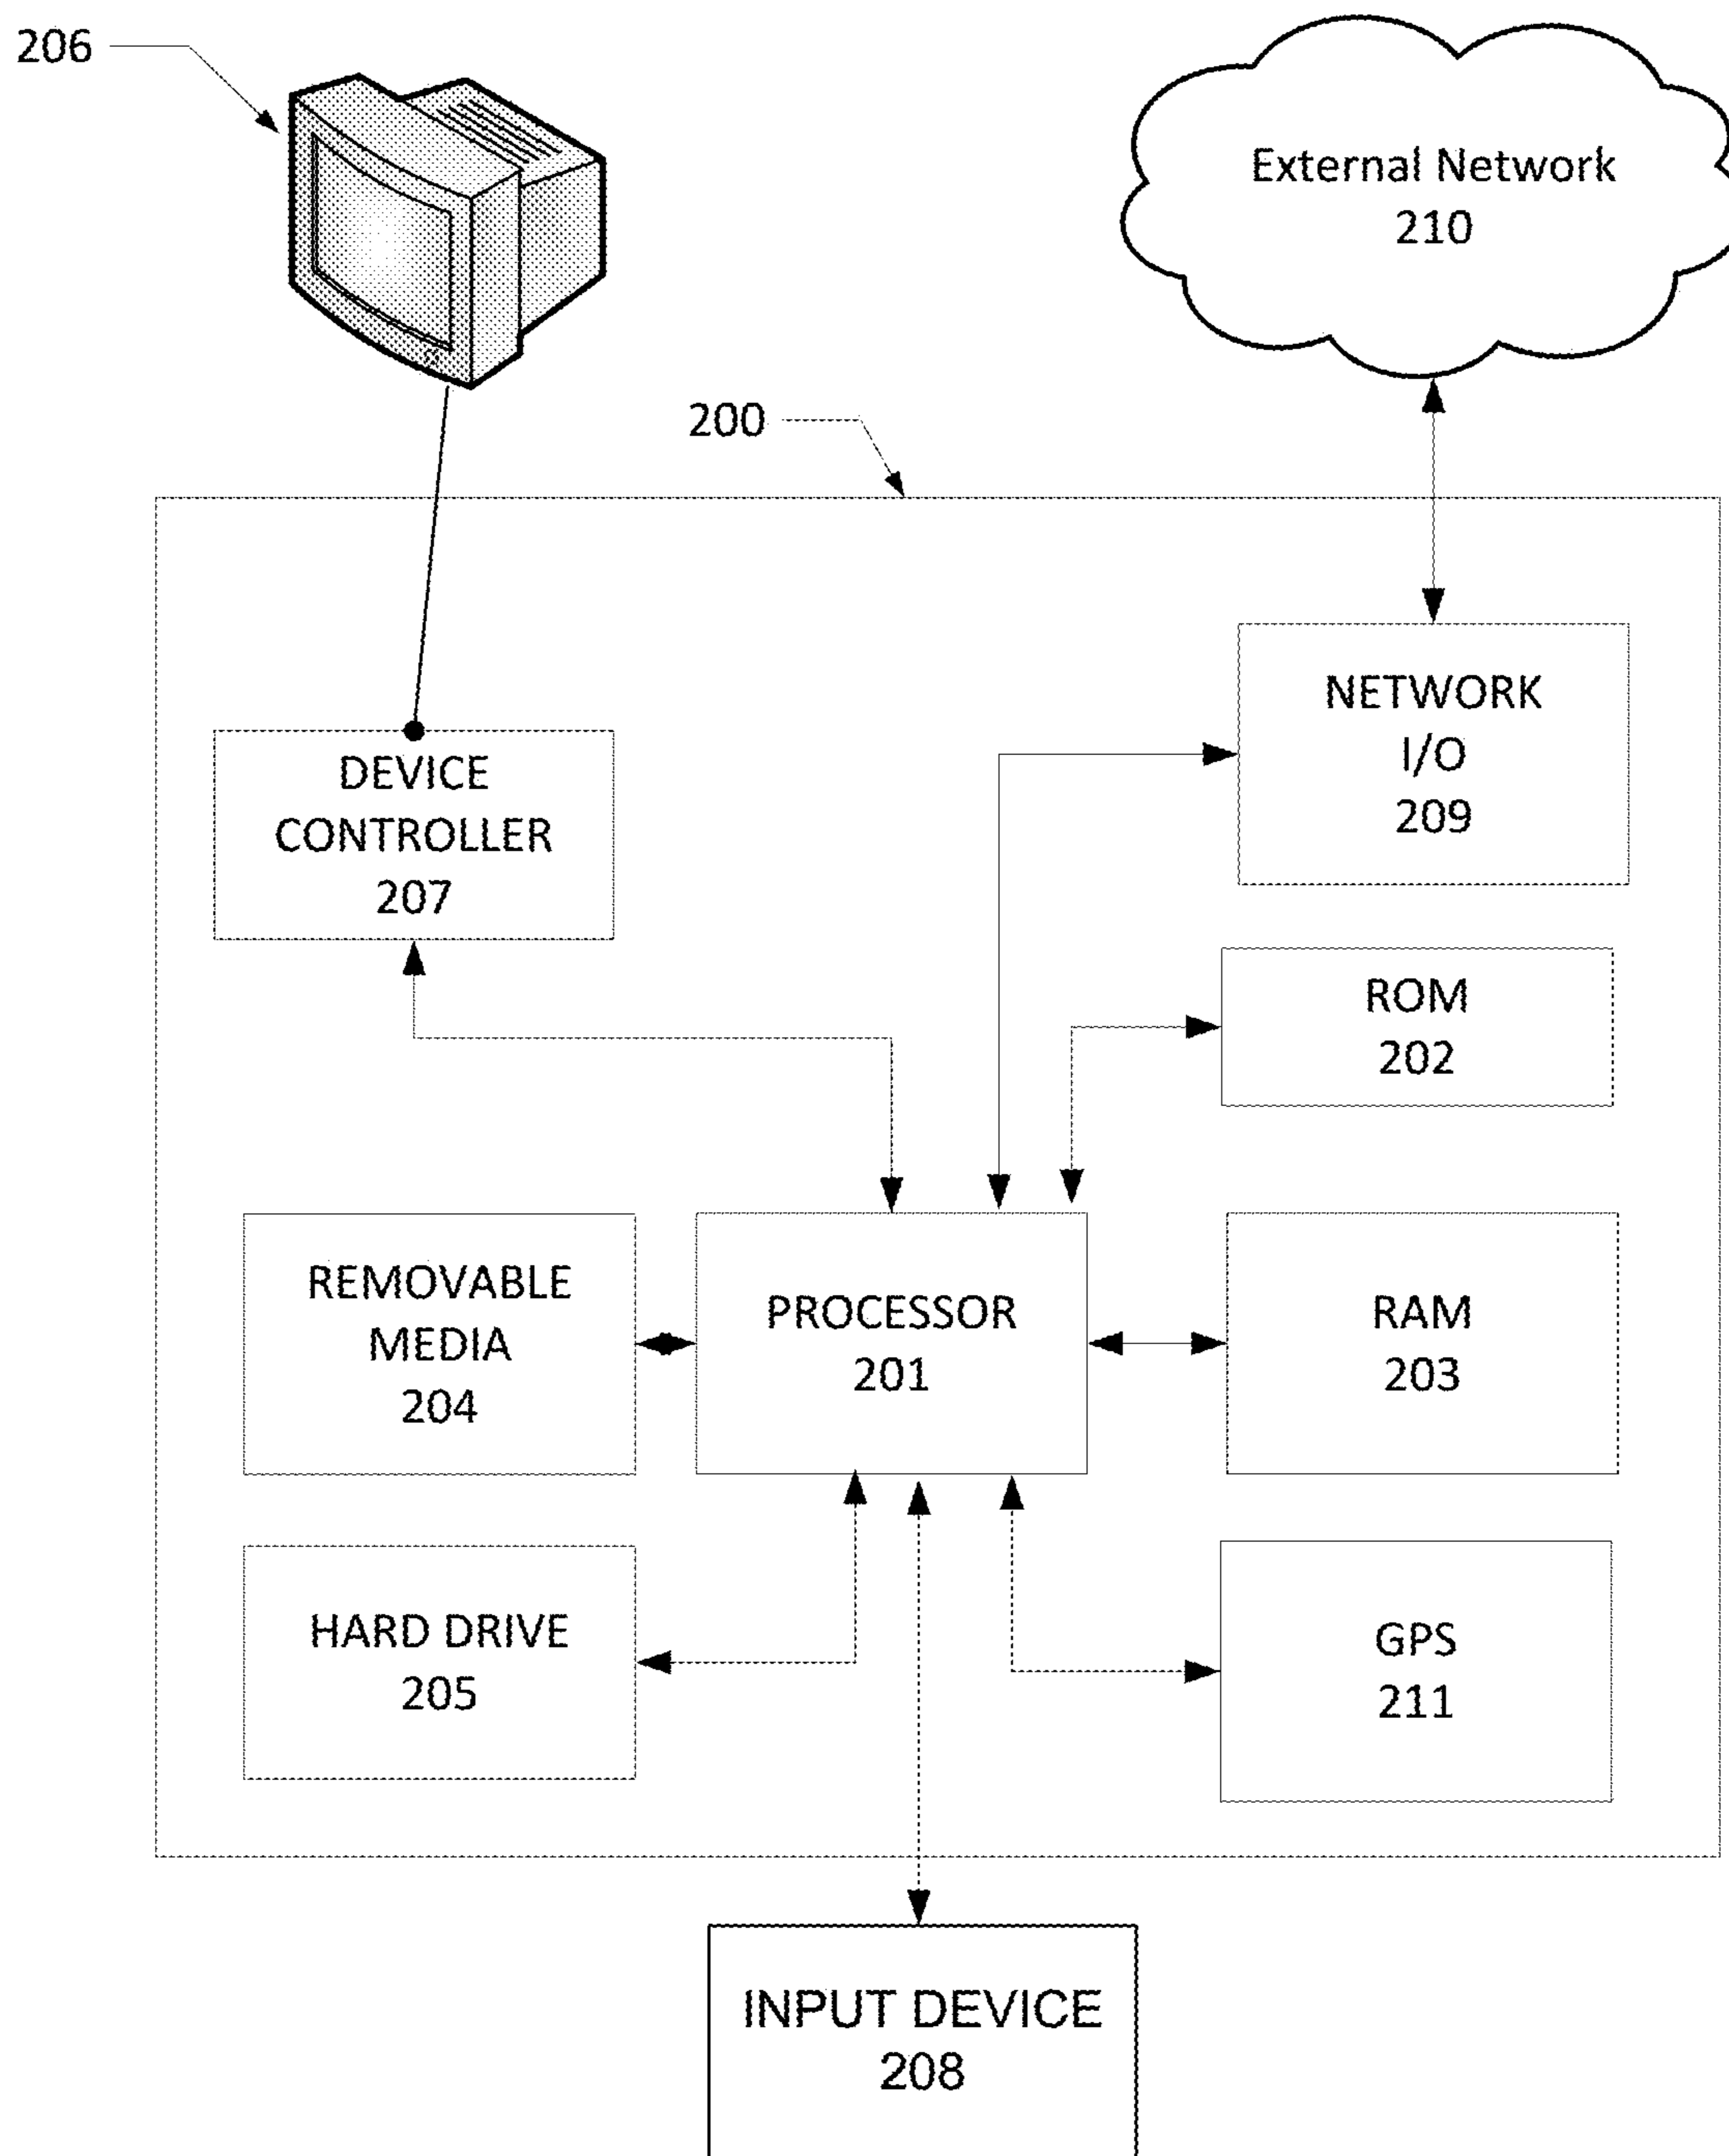 206
External Network
210
200
NETWORK
I/O
209
DEVICE
CONTROLLER
207
ROM
202
REMOVABLE
MEDIA
204
PROCESSOR
201
RAM
203
HARD DRIVE
205
GPS
211
INPUT DEVICE
208